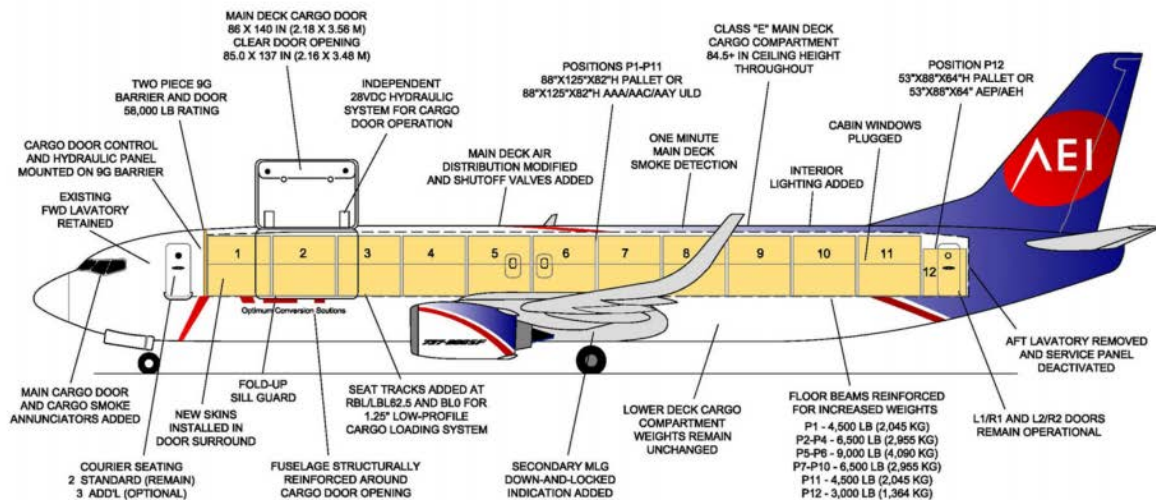 MAIN DECK CARGO DOOR
86 X 140 IN (2.18 X 3.56 M)
CLEAR DOOR OPENING
85.0 X 137 IN (2.16 X 3.48 M)
TWO PIECE 9G
BARRIER AND DOOR
58,000 LB RATING
INDEPENDENT
28VDC HYDRAULIC
SYSTEM FOR CARGO
DOOR OPERATION
POSITIONS P1-P11
88"X125"X82"H PALLET OR
88"X125"X82"H AAA/AAC/AAY ULD
CLASS "E" MAIN DECK
CARGO COMPARTMENT
84.5+ IN CEILING HEIGHT
THROUGHOUT
POSITION P12
53"X88"X64"H PALLET OR
53"X88"X64" AEP/AEH
CARGO DOOR CONTROL
AND HYDRAULIC PANEL
MOUNTED ON 9G BARRIER
MAIN DECK AIR
DISTRIBUTION MODIFIED
AND SHUTOFF VALVES ADDED
ONE MINUTE
MAIN DECK
SMOKE DETECTION
CABIN WINDOWS
PLUGGED
INTERIOR
LIGHTING ADDED
EXISTING
FWD LAVATORY
RETAINED
AEI
1
2
3
4
5
6
7
8
9
10
11
12
Optimum Conversion Solutions
737-800SF
MAIN CARGO DOOR
AND CARGO SMOKE
ANNUNCIATORS ADDED
NEW SKINS
INSTALLED IN
DOOR SURROUND
FOLD-UP
SILL GUARD
SEAT TRACKS ADDED AT
RBL/LBL62.5 AND BL0 FOR
1.25" LOW-PROFILE
CARGO LOADING SYSTEM
LOWER DECK CARGO
COMPARTMENT
WEIGHTS REMAIN
UNCHANGED
FLOOR BEAMS REINFORCED
FOR INCREASED WEIGHTS
P1 - 4,500 LB (2,045 KG)
P2-P4 - 6,500 LB (2,955 KG)
P5-P6 - 9,000 LB (4,090 KG)
P7-P10 - 6,500 LB (2,955 KG)
P11 - 4,500 LB (2,045 KG)
P12 - 3,000 LB (1,364 KG)
AFT LAVATORY REMOVED
AND SERVICE PANEL
DEACTIVATED
L1/R1 AND L2/R2 DOORS
REMAIN OPERATIONAL
COURIER SEATING
2 STANDARD (REMAIN)
3 ADD'L (OPTIONAL)
FUSELAGE STRUCTURALLY
REINFORCED AROUND
CARGO DOOR OPENING
SECONDARY MLG
DOWN-AND-LOCKED
INDICATION ADDED